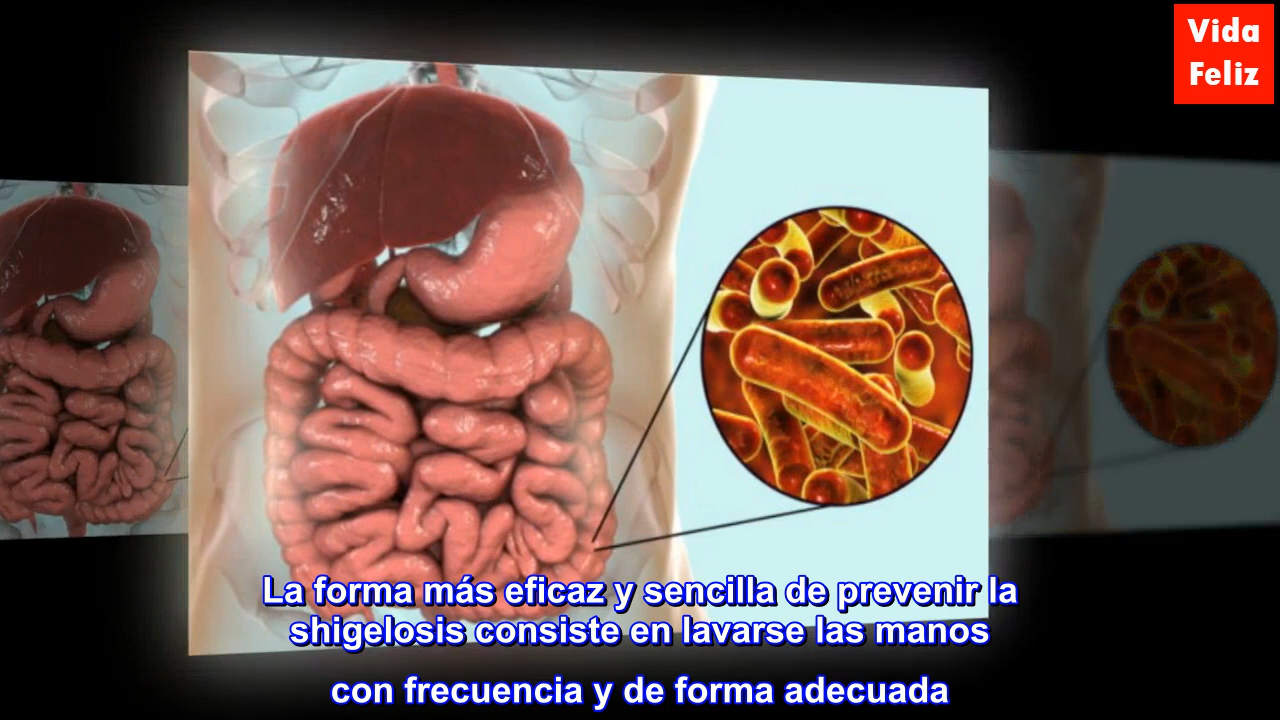 Vida
Feliz
La forma más eficaz y sencilla de prevenir la
shigelosis consiste en lavarse las manos
con frecuencia y de forma adecuada